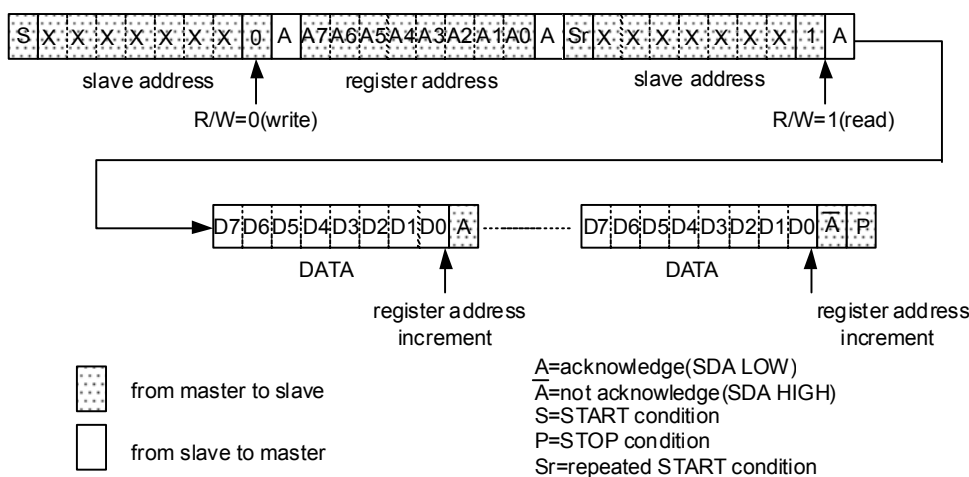 S X X X X X X X 0 A A7 A6 A5 A4 A3 A2 A1 A0 A Sr X X X X X X X 1 A
slave address register address slave address
R/W=0(write) R/W=1(read)
D7 D6 D5 D4 D3 D2 D1 D0 A D7 D6 D5 D4 D3 D2 D1 D0 A̅ P
DATA DATA
register address register address
increment increment
from master to slave
from slave to master
A=acknowledge(SDA LOW)
A̅=not acknowledge(SDA HIGH)
S=START condition
P=STOP condition
Sr=repeated START condition